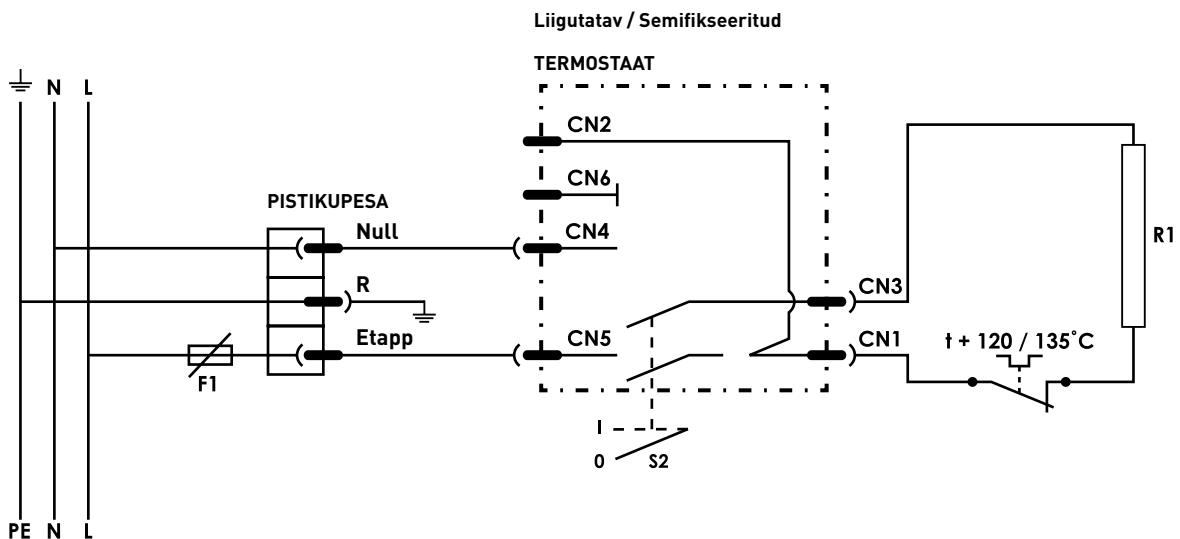 Liigutatav / Semifikseeritud
TERMOSTAAT
N L
CN2
CN6
PISTIKUPESA
Null
CN4
R1
R
CN3
Etapp
CN5
CN1
t + 120 / 135°C
F1
I
0
S2
PE N L